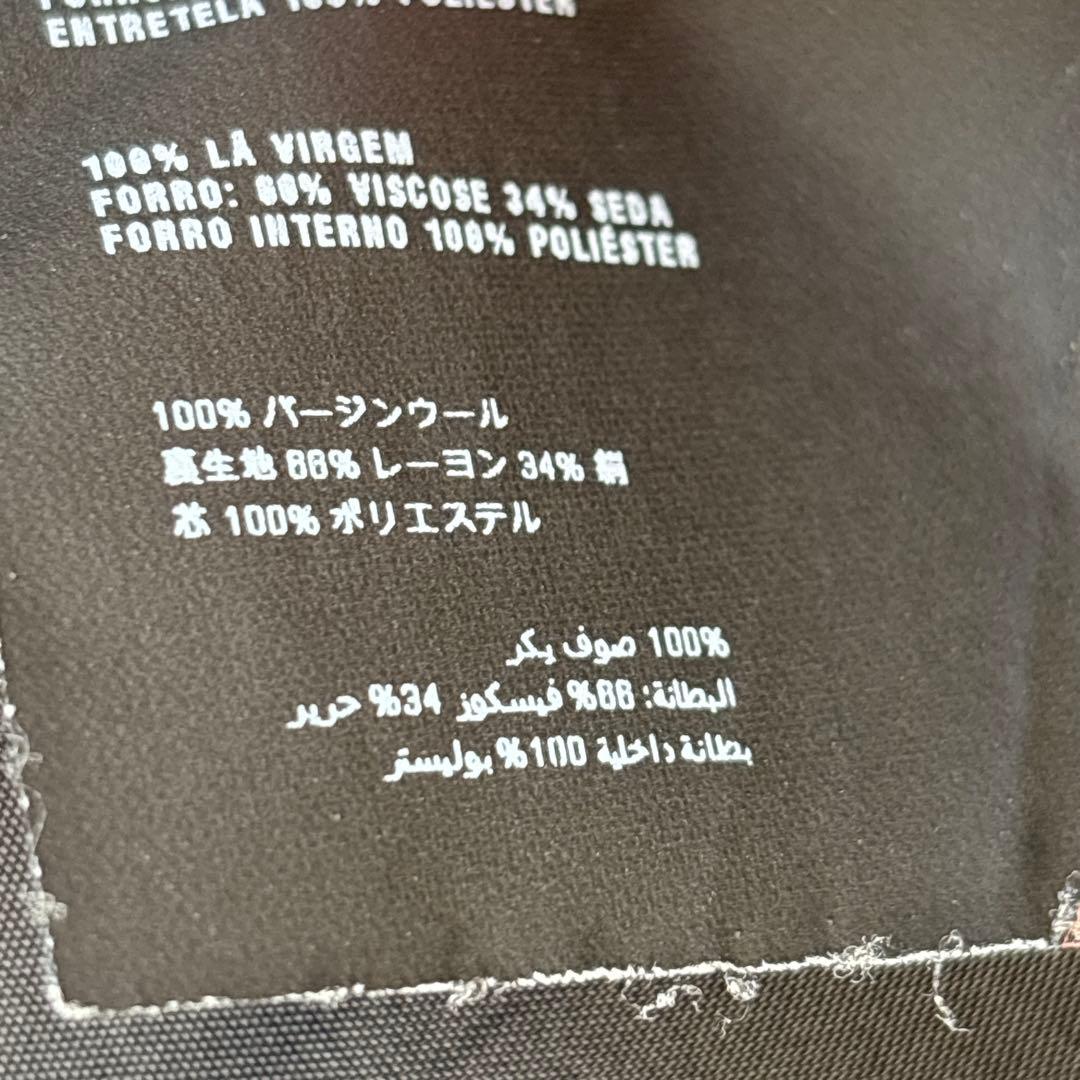 ENTRETELA 100% POLIÉSTER
100% LÃ VIRGEM
FORRO: 66% VISCOSE 34% SEDA
FORRO INTERNO 100% POLIÉSTER
100% バージンウール
裏生地 66% レーヨン 34% 絹
芯 100% ポリエステル
100% صوف بكر
البطانة: 66% فيسكوز 34% حرير
بطانة داخلية 100% بوليستر